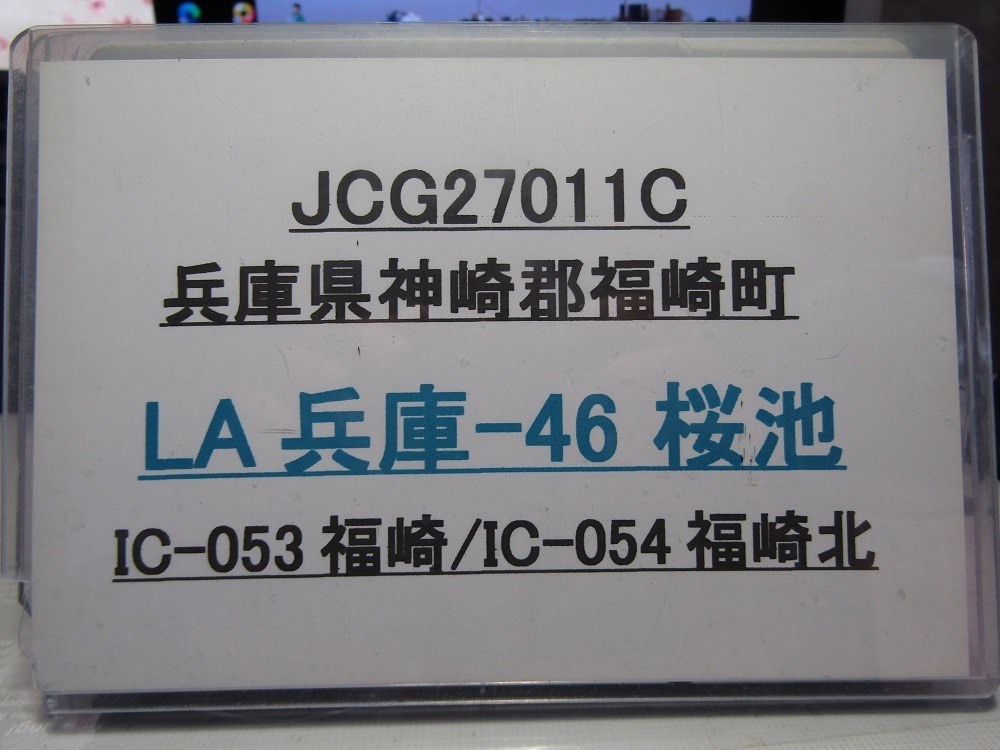 JCG27011C
兵庫県神崎郡福崎町
LA 兵庫-46 桜池
IC-053 福崎/IC-054 福崎北